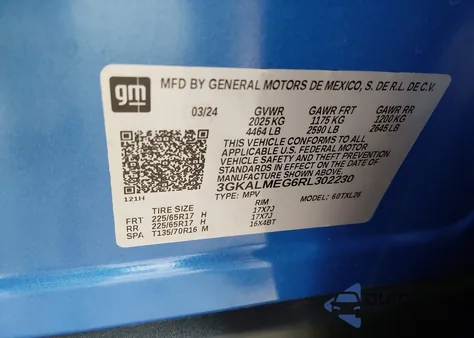 gm
MFD BY GENERAL MOTORS DE MEXICO, S. DE R.L. DE C.V.
03/24 GVWR GAWR FRT GAWR RR
2025 KG 1175 KG 1200 KG
4464 LB 2590 LB 2645 LB
THIS VEHICLE CONFORMS TO ALL
APPLICABLE U.S. FEDERAL MOTOR
VEHICLE SAFETY AND THEFT PREVENTION
STANDARDS IN EFFECT ON THE DATE OF
MANUFACTURE SHOWN ABOVE.
3GKALMEG6RL302230
121H TYPE: MPV MODEL: 607XL26
TIRE SIZE RIM
FRT 225/65R17 H 17X7J
RR 225/65R17 H 17X7J
SPA T135/70R16 M 16X4BT